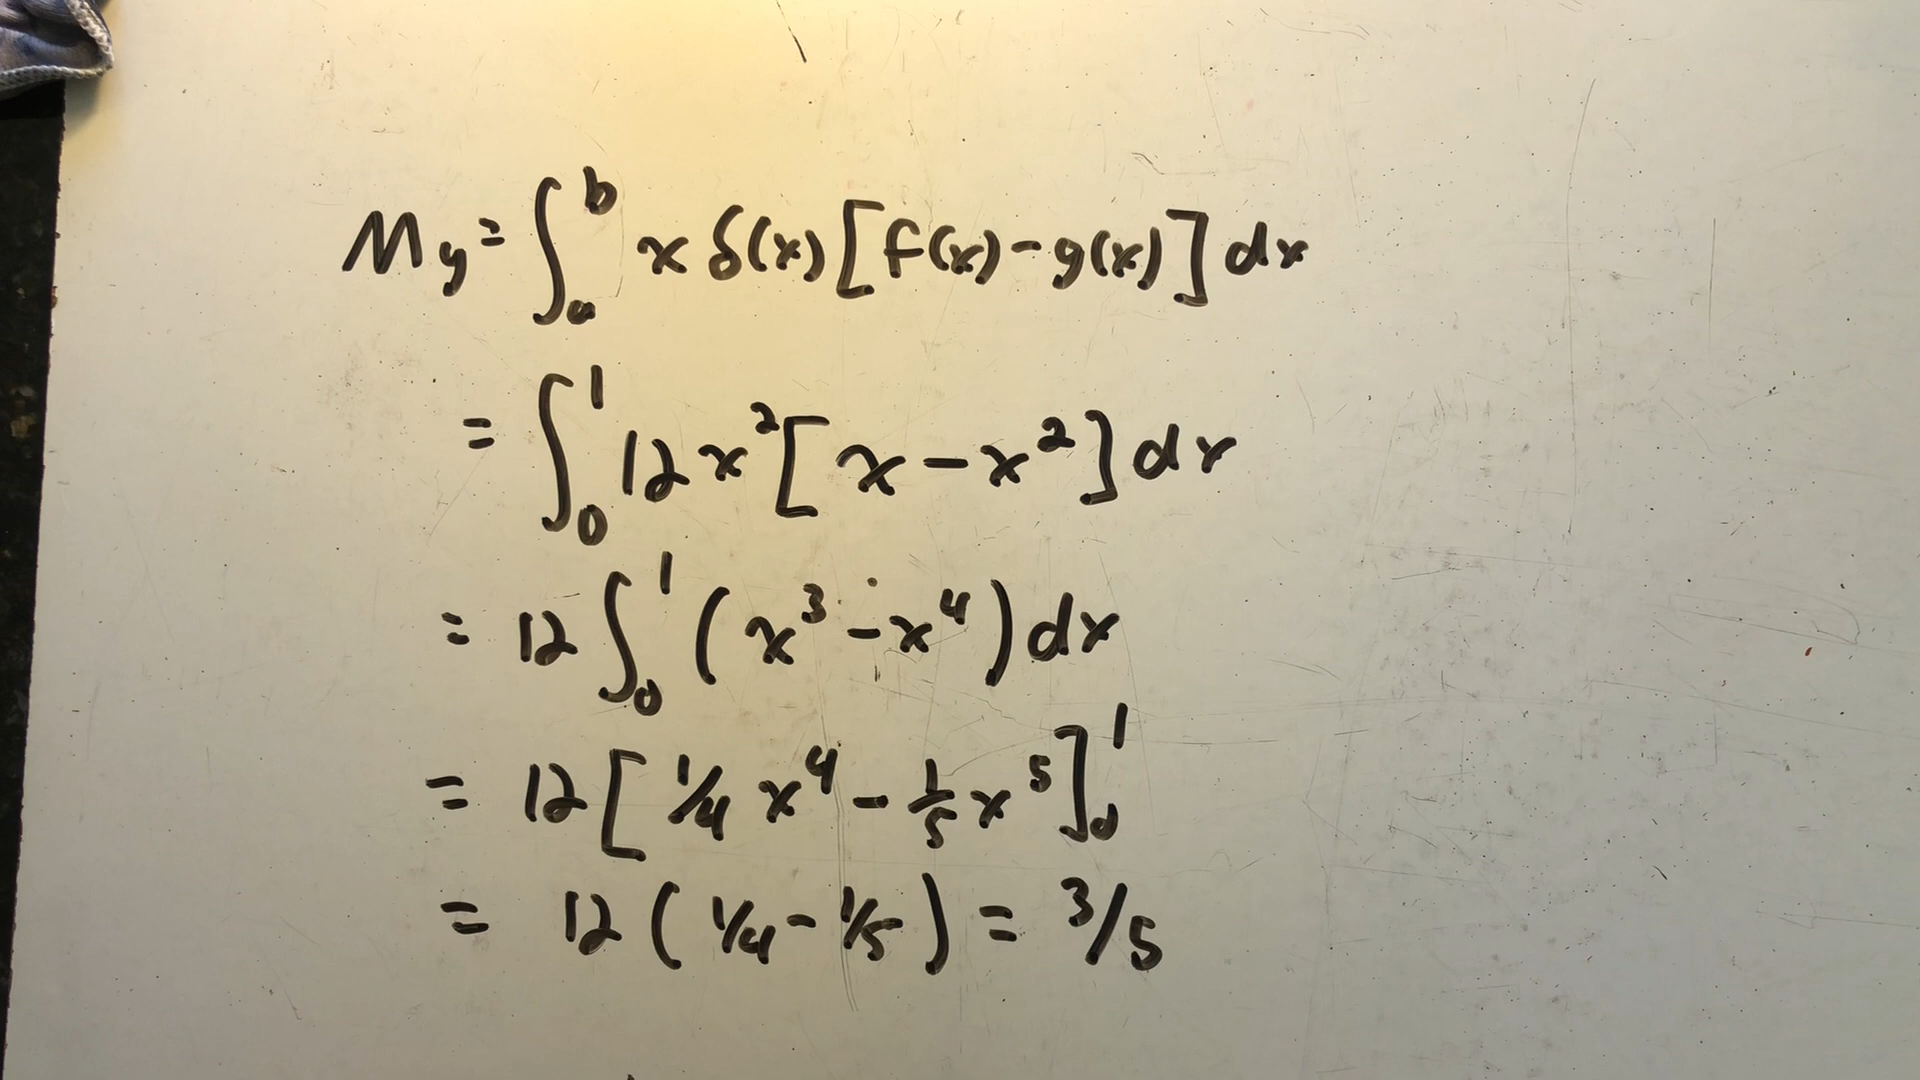 My = ∫_a^b x δ(x) [f(x) - g(x)] dx
= ∫_0^1 12x² [x - x²] dx
= 12 ∫_0^1 (x³ - x⁴) dx
= 12 [1/4 x⁴ - 1/5 x⁵]_0^1
= 12 (1/4 - 1/5) = 3/5